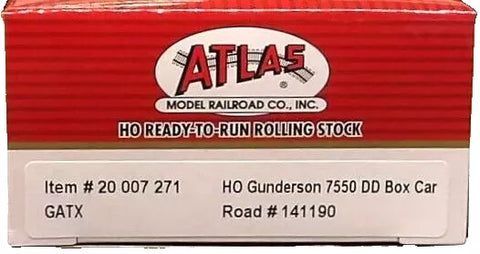 ATLAS
®
MODEL RAILROAD CO., INC.
HO READY-TO-RUN ROLLING STOCK
Item # 20 007 271 HO Gunderson 7550 DD Box Car
GATX Road # 141190